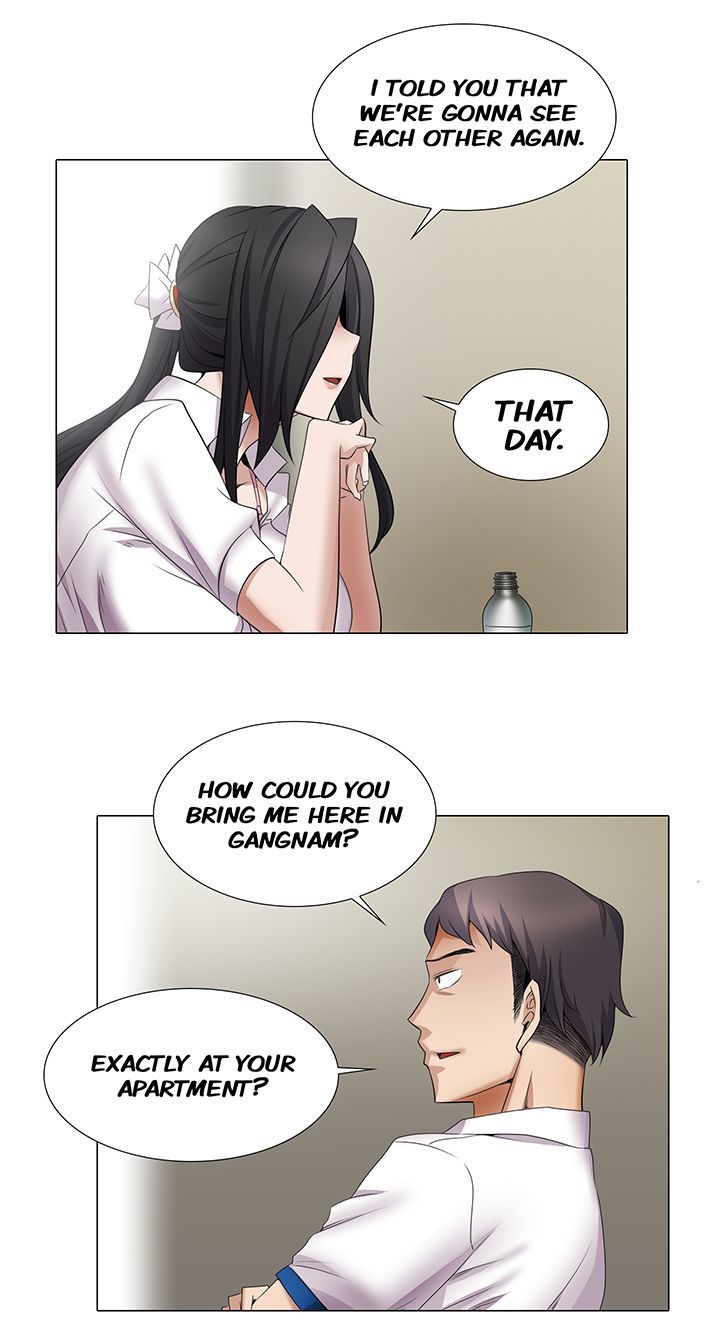 I TOLD YOU THAT
WE'RE GONNA SEE
EACH OTHER AGAIN.
THAT
DAY.
HOW COULD YOU
BRING ME HERE IN
GANGNAM?
EXACTLY AT YOUR
APARTMENT?